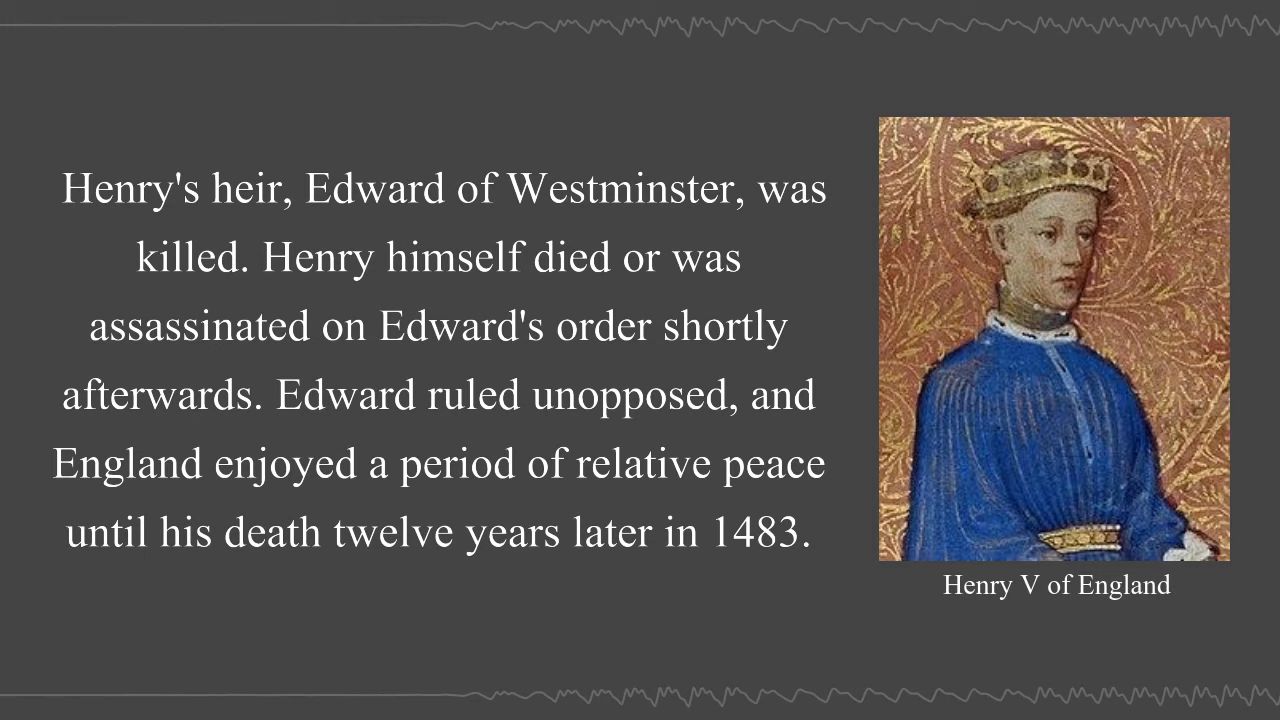 Henry's heir, Edward of Westminster, was
killed. Henry himself died or was
assassinated on Edward's order shortly
afterwards. Edward ruled unopposed, and
England enjoyed a period of relative peace
until his death twelve years later in 1483.
Henry V of England